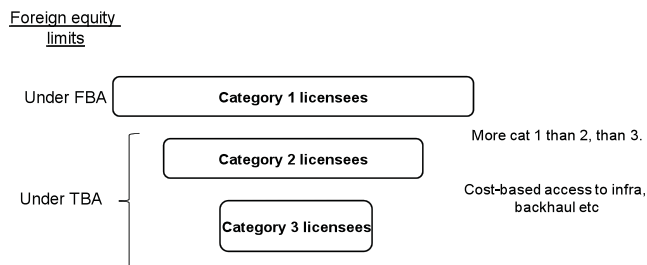 Foreign equity
limits
Under FBA
Category 1 licensees
More cat 1 than 2, than 3.
Category 2 licensees
Under TBA
Cost-based access to infra,
backhaul etc
Category 3 licensees